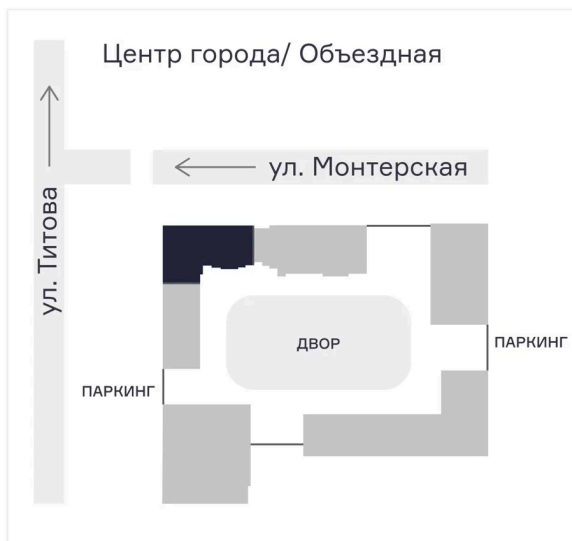 Центр города/ Объездная
ул. Монтерская
ул. Титова
ДВОР
ПАРКИНГ
ПАРКИНГ